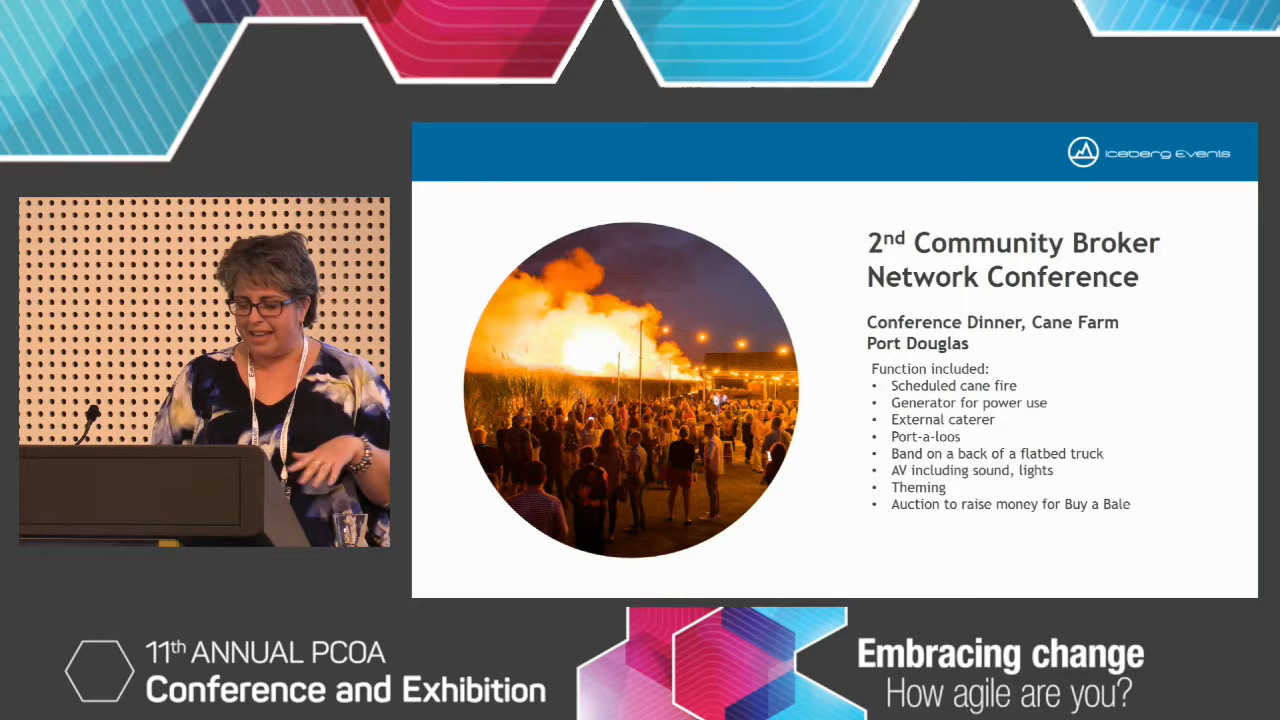 iceberg Events
2nd Community Broker
Network Conference
Conference Dinner, Cane Farm
Port Douglas
Function included:
• Scheduled cane fire
• Generator for power use
• External caterer
• Port-a-loos
• Band on a back of a flatbed truck
• AV including sound, lights
• Theming
• Auction to raise money for Buy a Bale
11th ANNUAL PCOA
Conference and Exhibition
Embracing change
How agile are you?